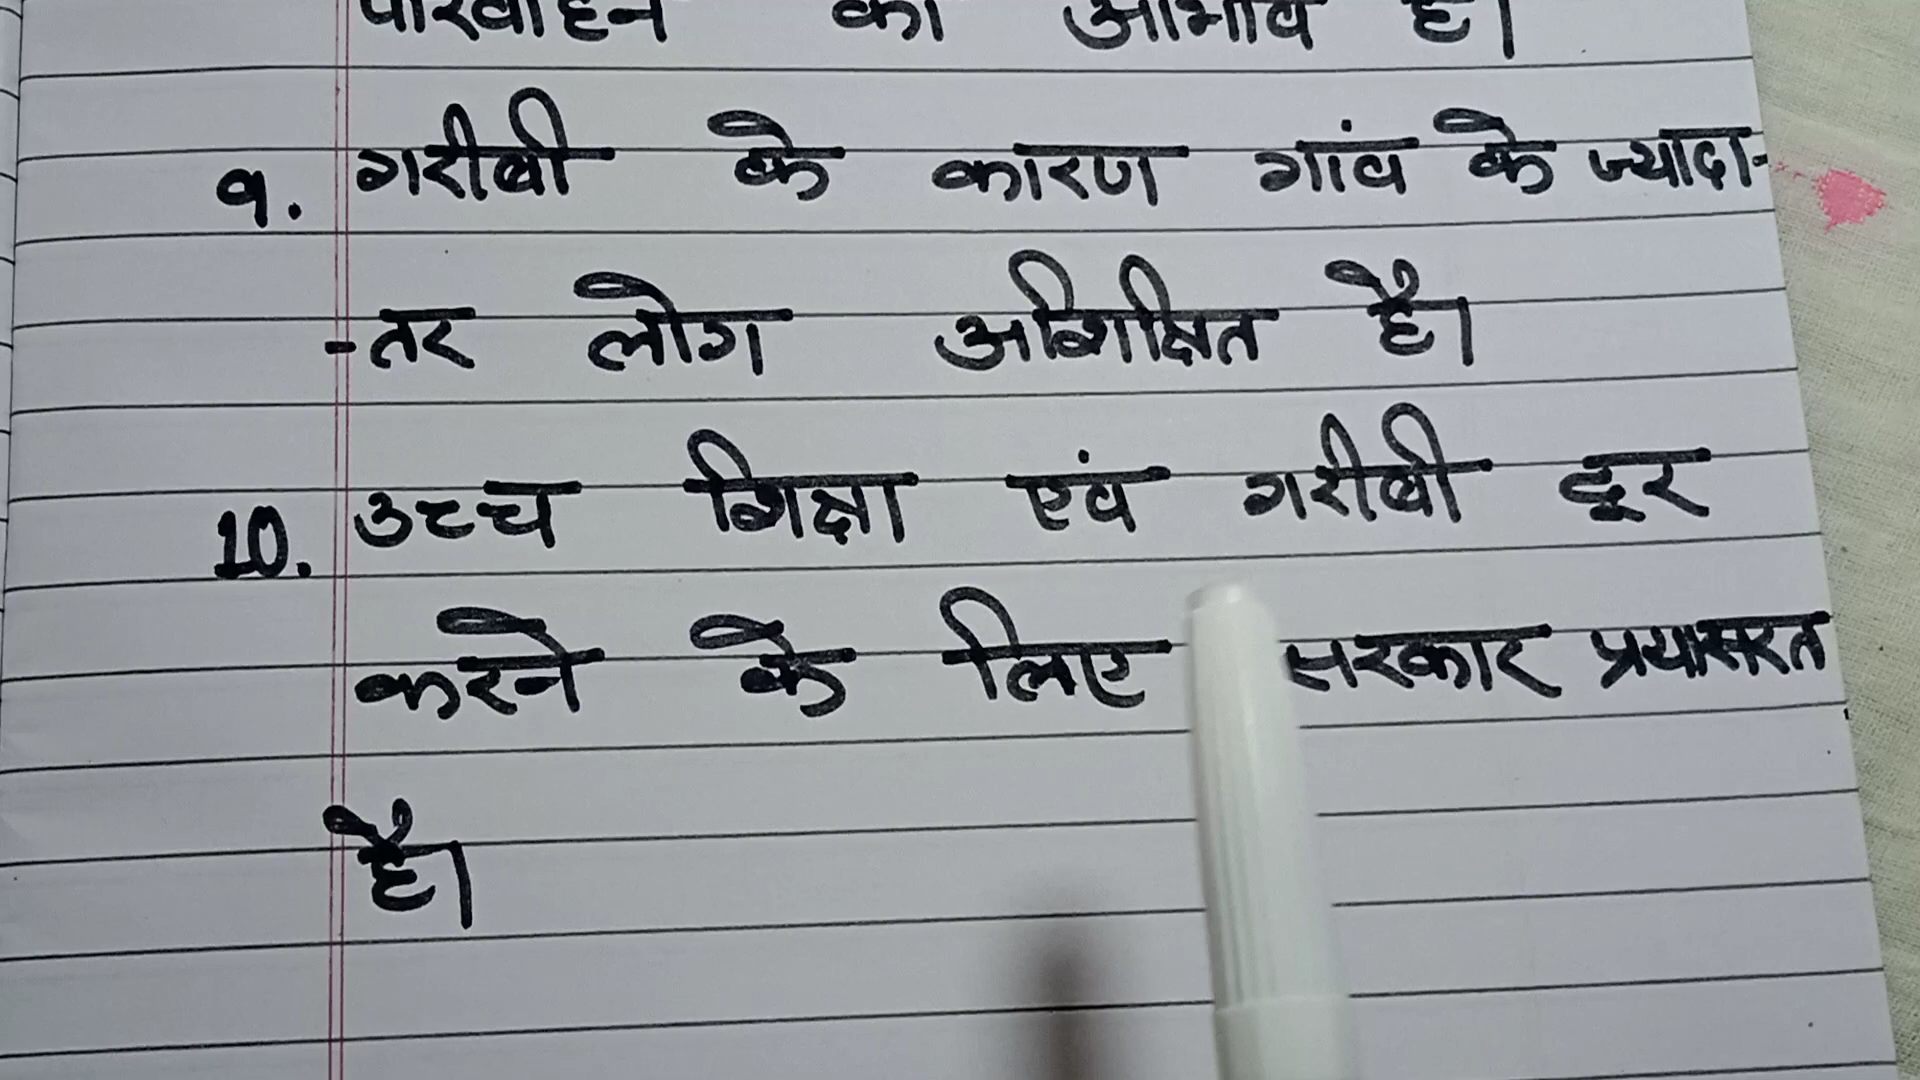 परिवाहन का अभाव है।
9. गरीबी के कारण गांव के ज्यादा-
-तर लोग अशिक्षित है।
10. उच्च शिक्षा एवं गरीबी दूर
करने के लिए सरकार प्रयासरत
है।